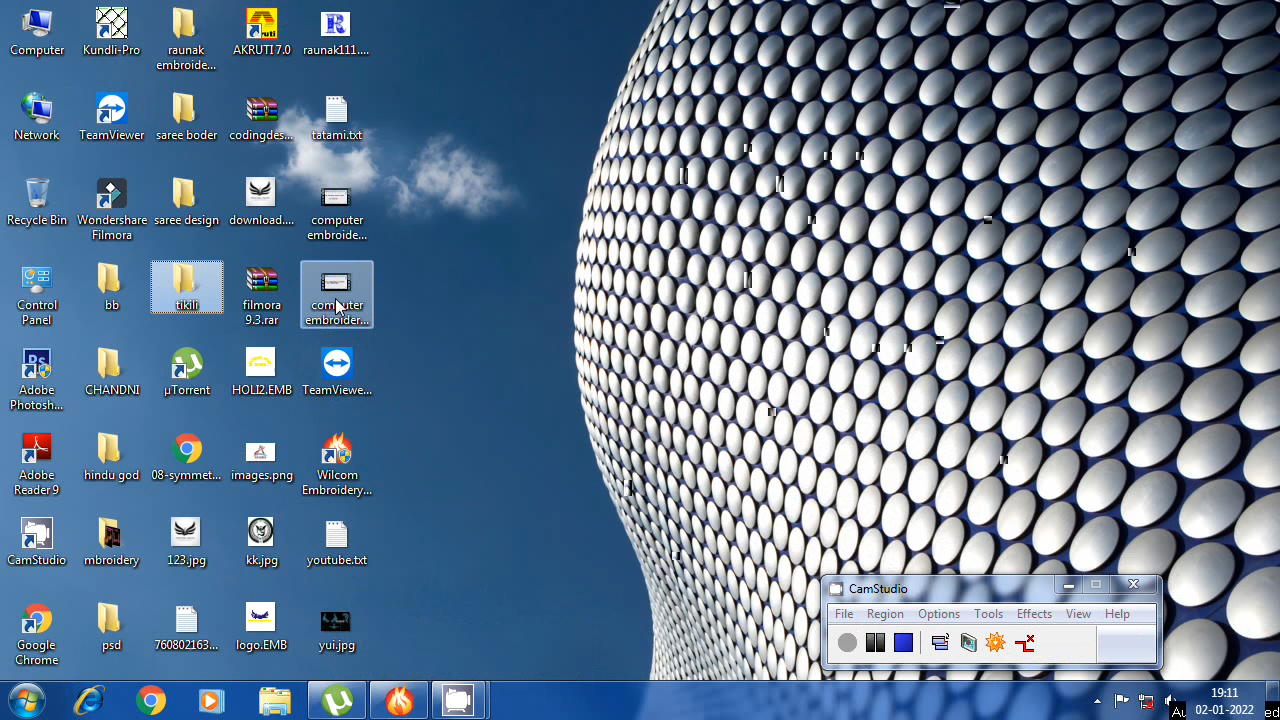 Computer
Kundli-Pro
raunak
embroide...
AKRUTI 7.0
raunak111....
Network
TeamViewer
saree boder
codingdes...
tatami.txt
Recycle Bin
Wondershare
Filmora
saree design
download....
computer
embroide...
Control
Panel
bb
tikili
filmora
9.3.rar
computer
embroider...
Adobe
Photosh...
CHANDNI
µTorrent
HOLI2.EMB
TeamViewe...
Adobe
Reader 9
hindu god
08-symmet...
images.png
Wilcom
Embroidery...
CamStudio
mbroidery
123.jpg
kk.jpg
youtube.txt
Google
Chrome
psd
760802163...
logo.EMB
yui.jpg
CamStudio
File Region Options Tools Effects View Help
19:11
02-01-2022